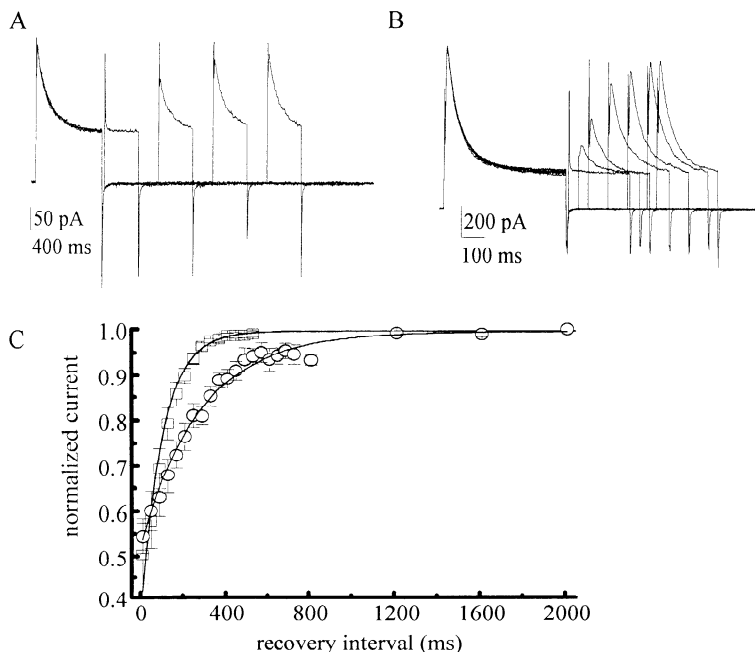 A
B
50 pA
400 ms
200 pA
100 ms
C
normalized current
1.0
0.9
0.8
0.7
0.6
0.5
0.4
0
400
800
1200
1600
2000
recovery interval (ms)